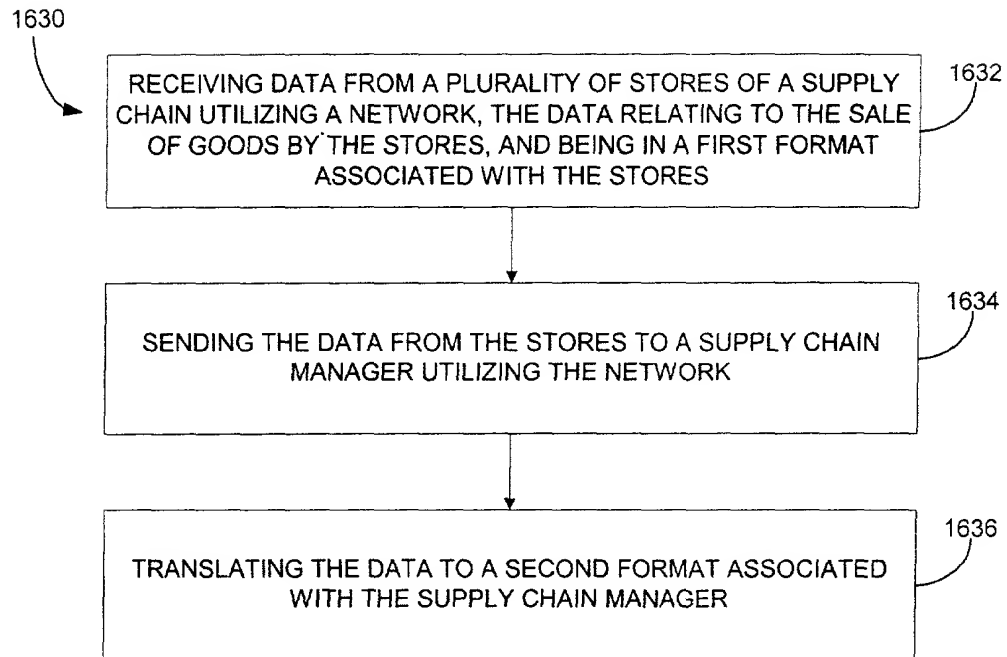 1630
RECEIVING DATA FROM A PLURALITY OF STORES OF A SUPPLY
CHAIN UTILIZING A NETWORK, THE DATA RELATING TO THE SALE
OF GOODS BY THE STORES, AND BEING IN A FIRST FORMAT
ASSOCIATED WITH THE STORES
1632
SENDING THE DATA FROM THE STORES TO A SUPPLY CHAIN
MANAGER UTILIZING THE NETWORK
1634
TRANSLATING THE DATA TO A SECOND FORMAT ASSOCIATED
WITH THE SUPPLY CHAIN MANAGER
1636